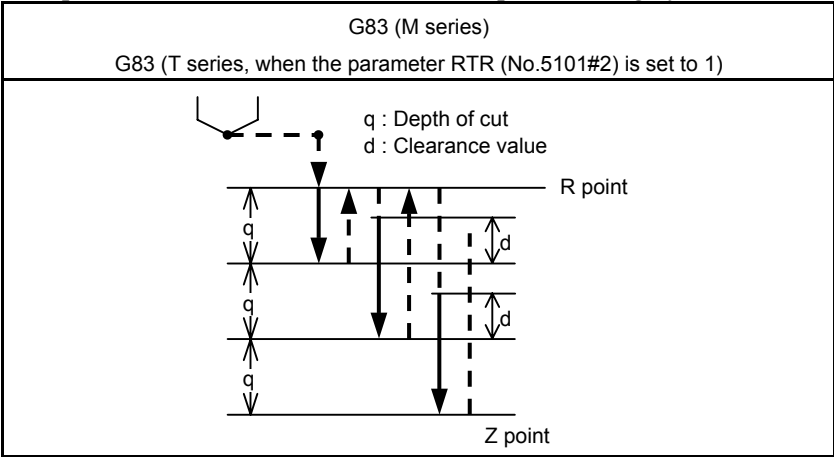 G83 (M series)
G83 (T series, when the parameter RTR (No.5101#2) is set to 1)
q : Depth of cut
d : Clearance value
R point
q
d
q
d
q
Z point